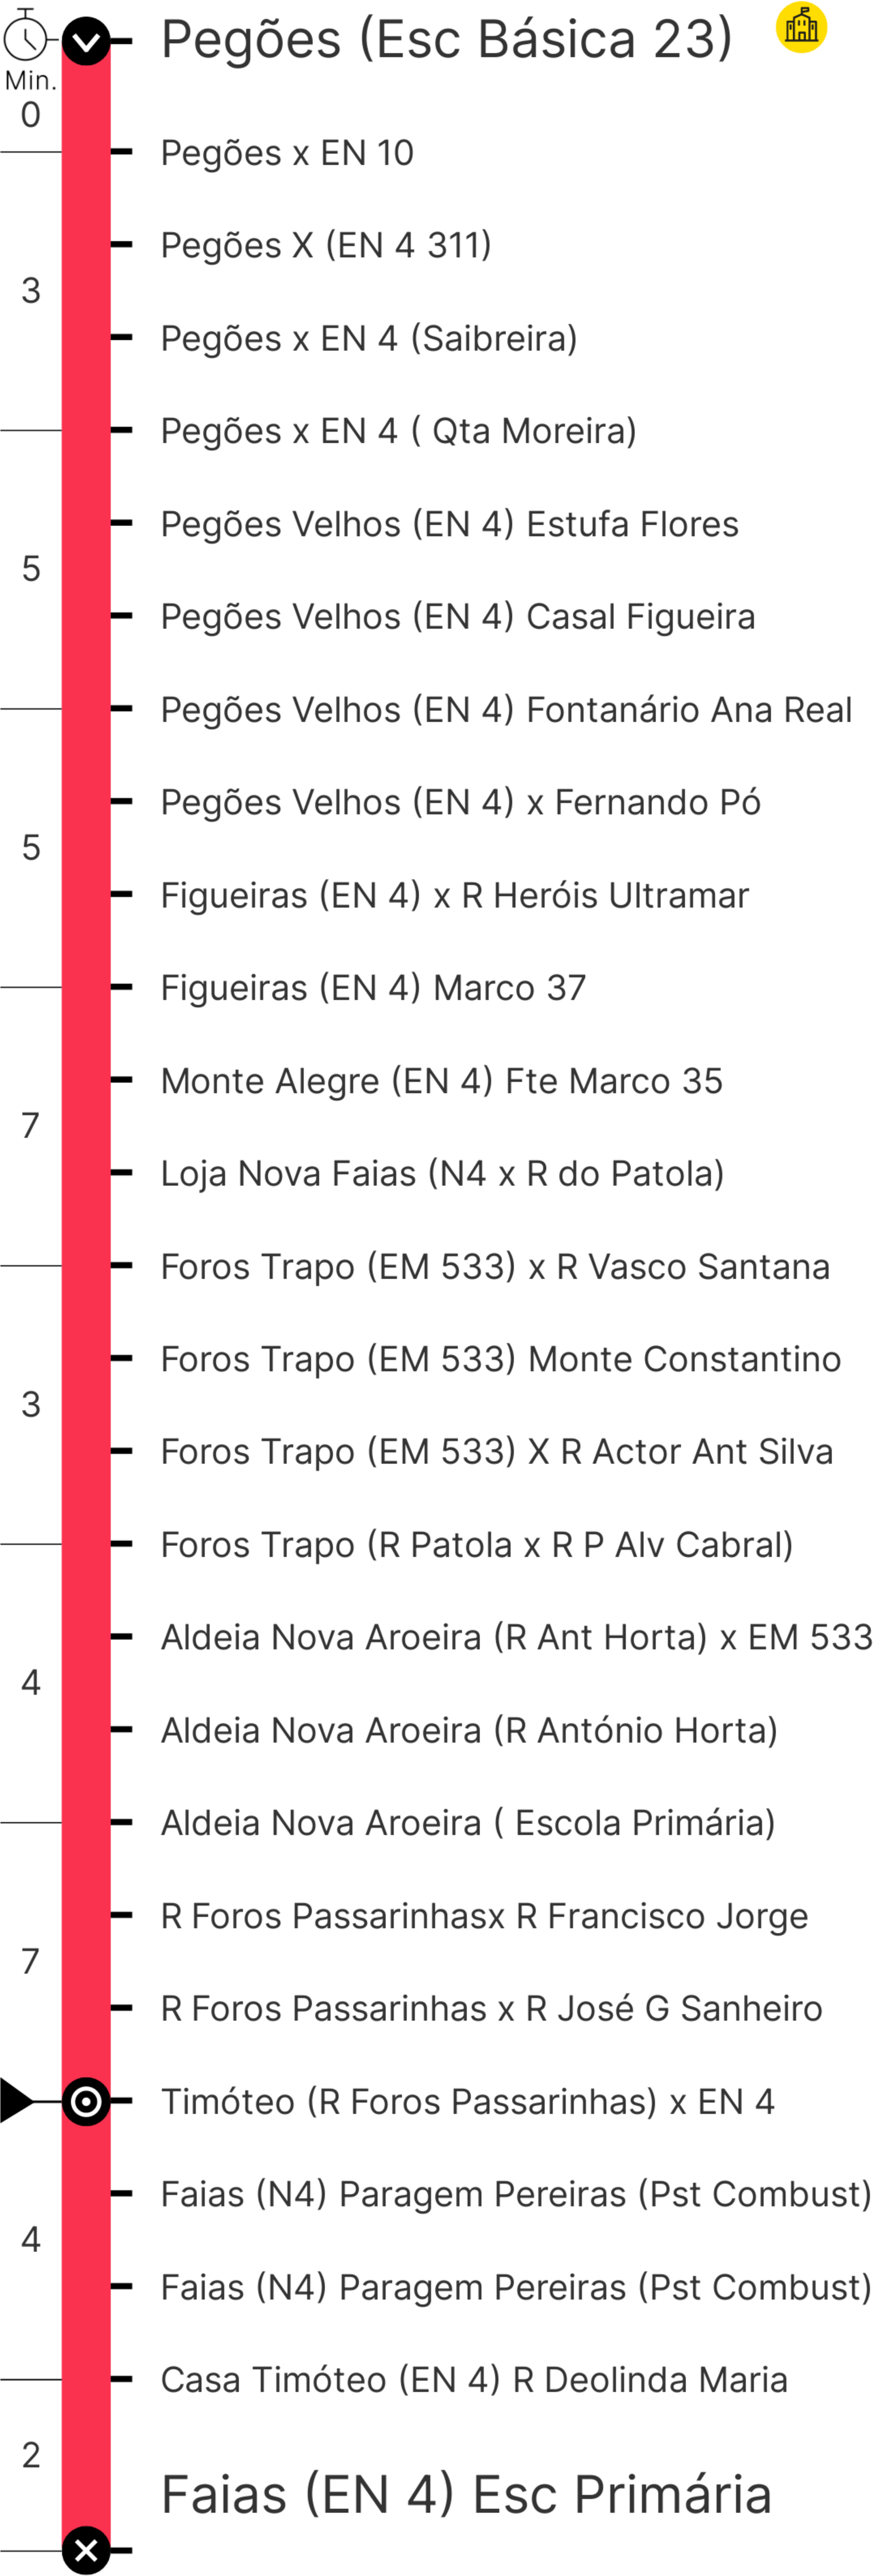 Pegões (Esc Básica 23)
Min.
0
Pegões x EN 10
Pegões X (EN 4 311)
3
Pegões x EN 4 (Saibreira)
Pegões x EN 4 ( Qta Moreira)
Pegões Velhos (EN 4) Estufa Flores
5
Pegões Velhos (EN 4) Casal Figueira
Pegões Velhos (EN 4) Fontanário Ana Real
Pegões Velhos (EN 4) x Fernando Pó
5
Figueiras (EN 4) x R Heróis Ultramar
Figueiras (EN 4) Marco 37
Monte Alegre (EN 4) Fte Marco 35
7
Loja Nova Faias (N4 x R do Patola)
Foros Trapo (EM 533) x R Vasco Santana
Foros Trapo (EM 533) Monte Constantino
3
Foros Trapo (EM 533) X R Actor Ant Silva
Foros Trapo (R Patola x R P Alv Cabral)
Aldeia Nova Aroeira (R Ant Horta) x EM 533
4
Aldeia Nova Aroeira (R António Horta)
Aldeia Nova Aroeira ( Escola Primária)
R Foros Passarinhasx R Francisco Jorge
7
R Foros Passarinhas x R José G Sanheiro
Timóteo (R Foros Passarinhas) x EN 4
Faias (N4) Paragem Pereiras (Pst Combust)
4
Faias (N4) Paragem Pereiras (Pst Combust)
Casa Timóteo (EN 4) R Deolinda Maria
2
Faias (EN 4) Esc Primária